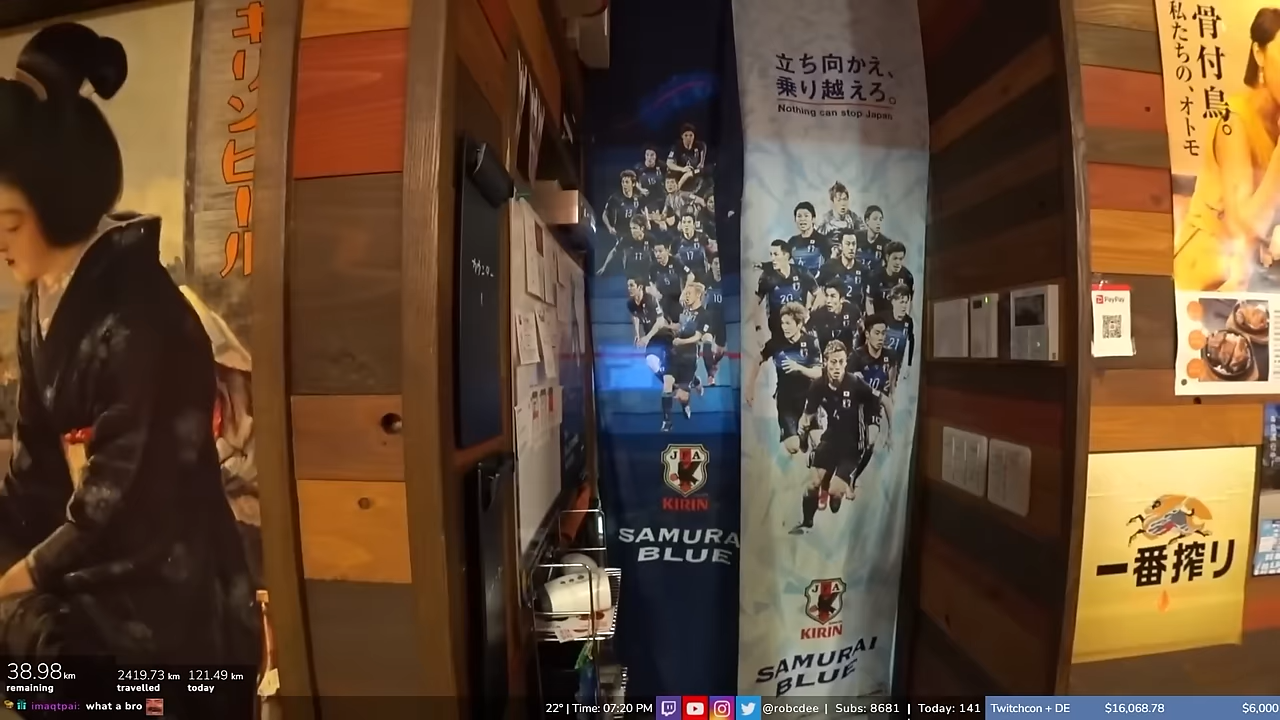 キリンビール
立ち向かえ、
乗り越えろ。
Nothing can stop Japan
骨付鳥。
私たちの、オトモ
PayPay
JFA
KIRIN
SAMURAI
BLUE
JFA
KIRIN
SAMURAI
BLUE
一番搾り
38.98 km
remaining
2419.73 km
travelled
121.49 km
today
imaqtpai: what a bro
22° | Time: 07:20 PM
@robcdee | Subs: 8681 | Today: 141
Twitchcon + DE $16,068.78 $6,000